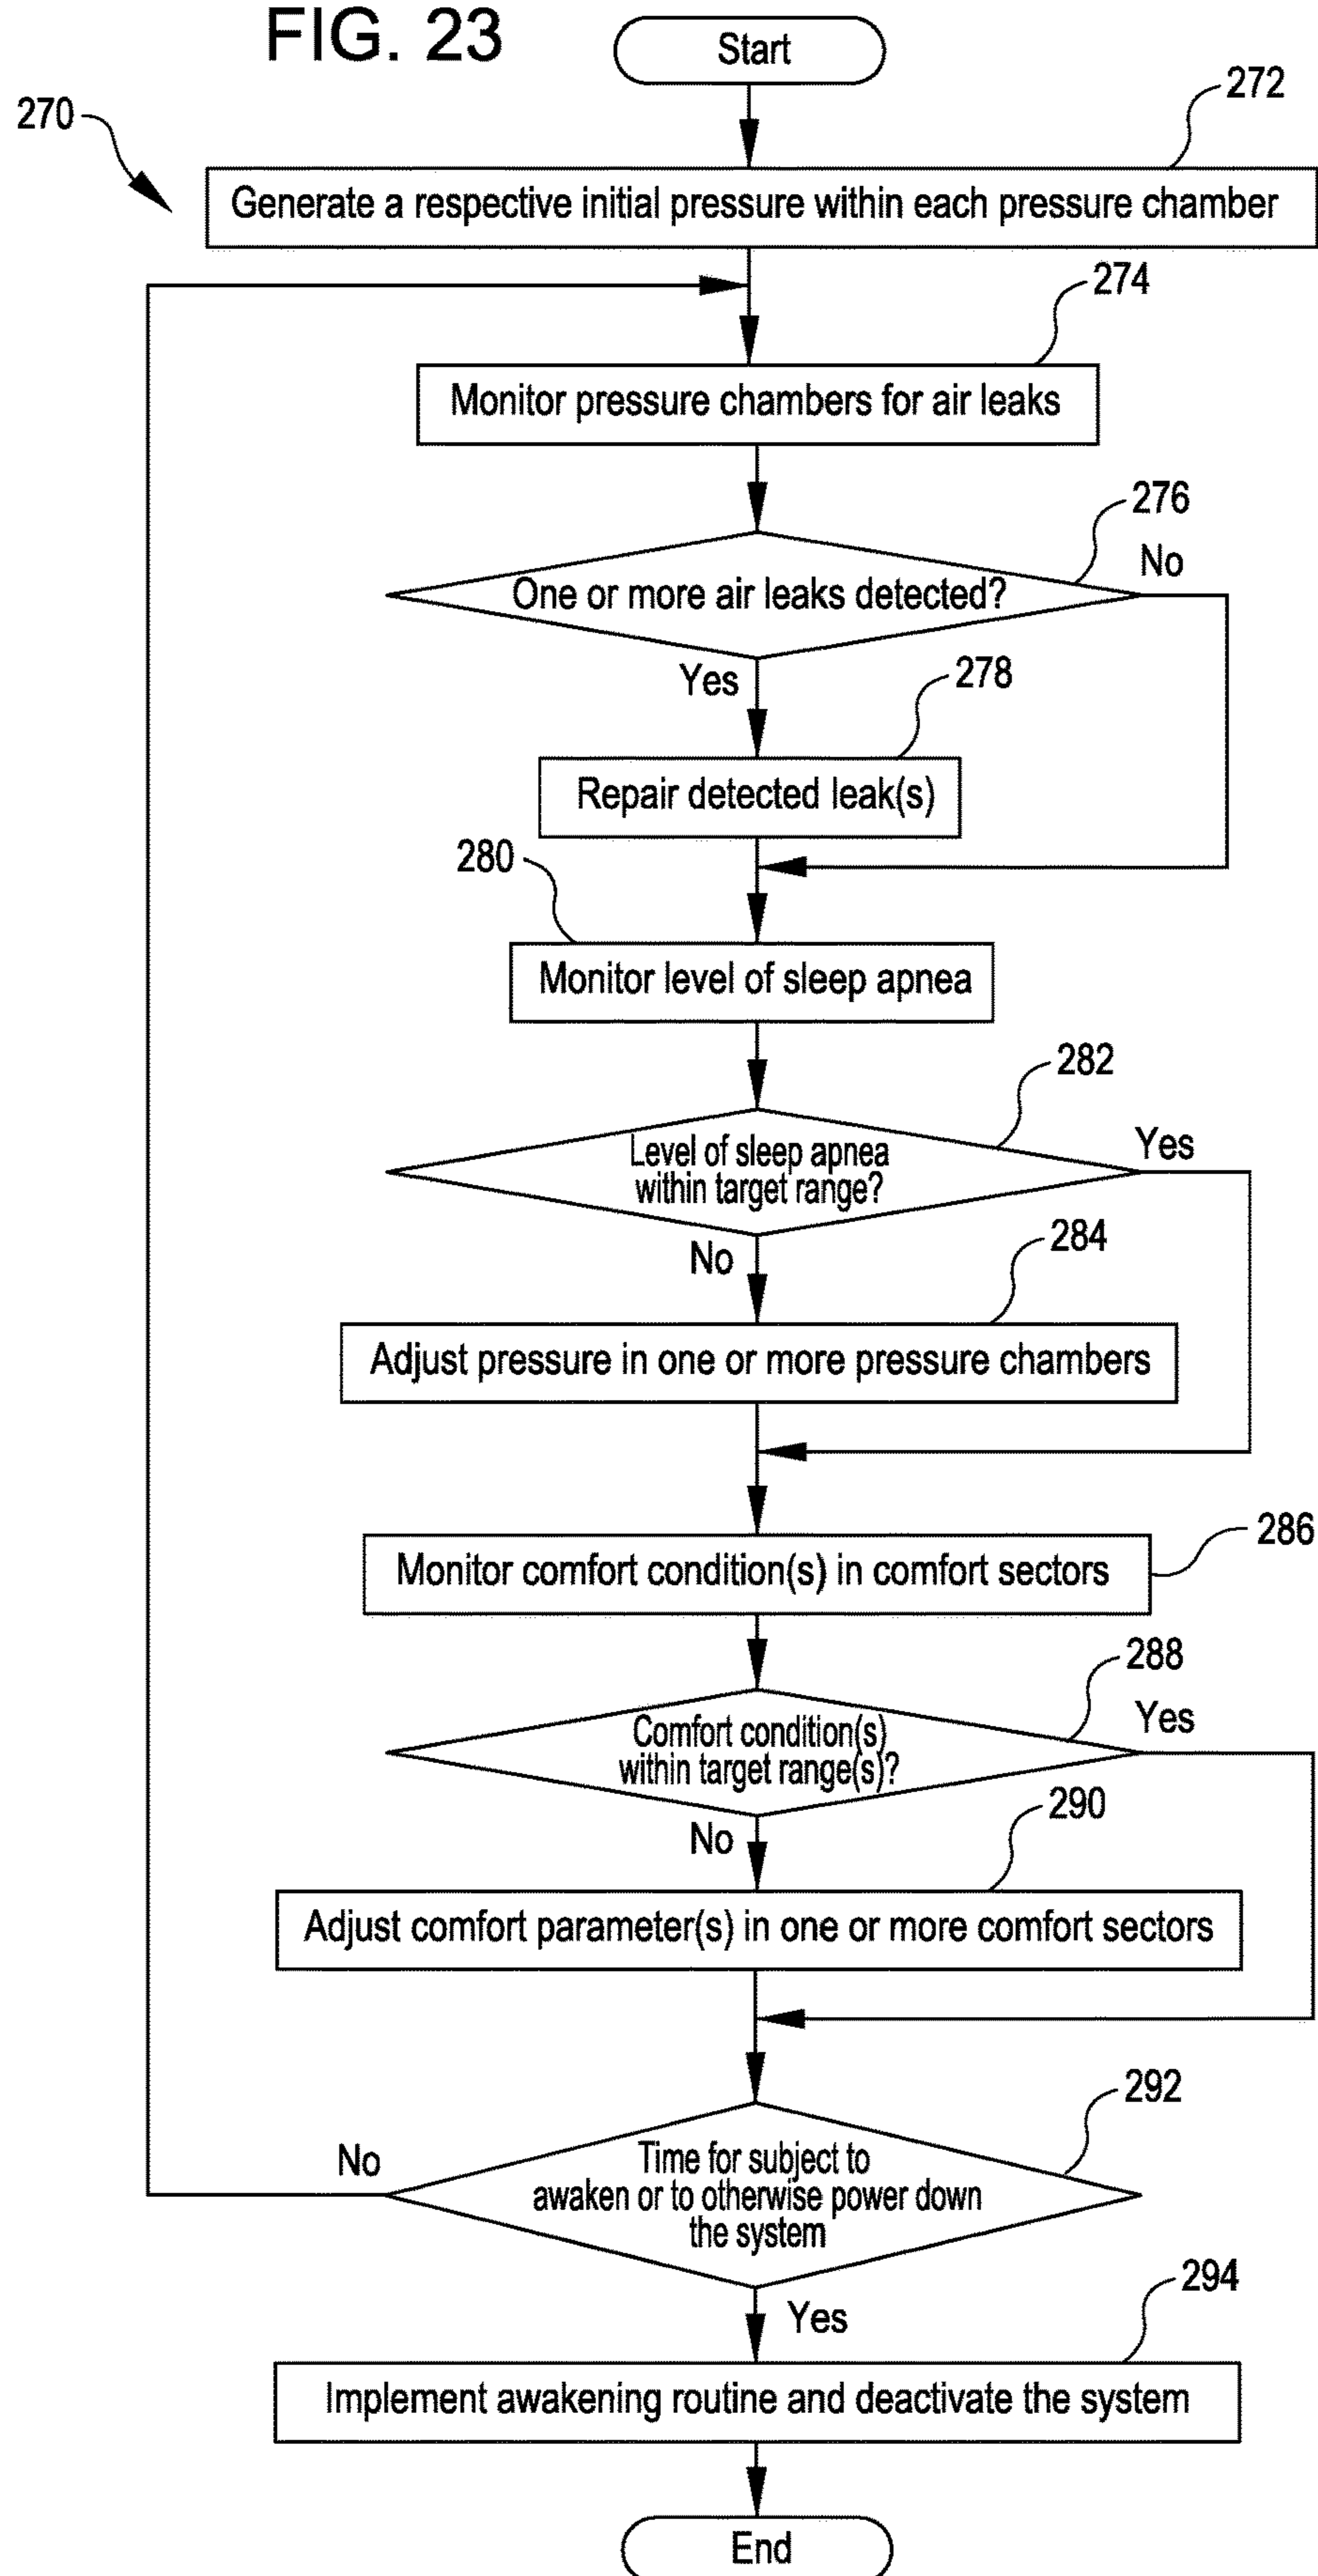 FIG. 23
Start
270
272
Generate a respective initial pressure within each pressure chamber
274
Monitor pressure chambers for air leaks
276
No
One or more air leaks detected?
Yes
278
Repair detected leak(s)
280
Monitor level of sleep apnea
282
Level of sleep apnea
within target range?
Yes
No
284
Adjust pressure in one or more pressure chambers
286
Monitor comfort condition(s) in comfort sectors
288
Comfort condition(s)
within target range(s)?
Yes
No
290
Adjust comfort parameter(s) in one or more comfort sectors
292
No
Time for subject to
awaken or to otherwise power down
the system
Yes
294
Implement awakening routine and deactivate the system
End